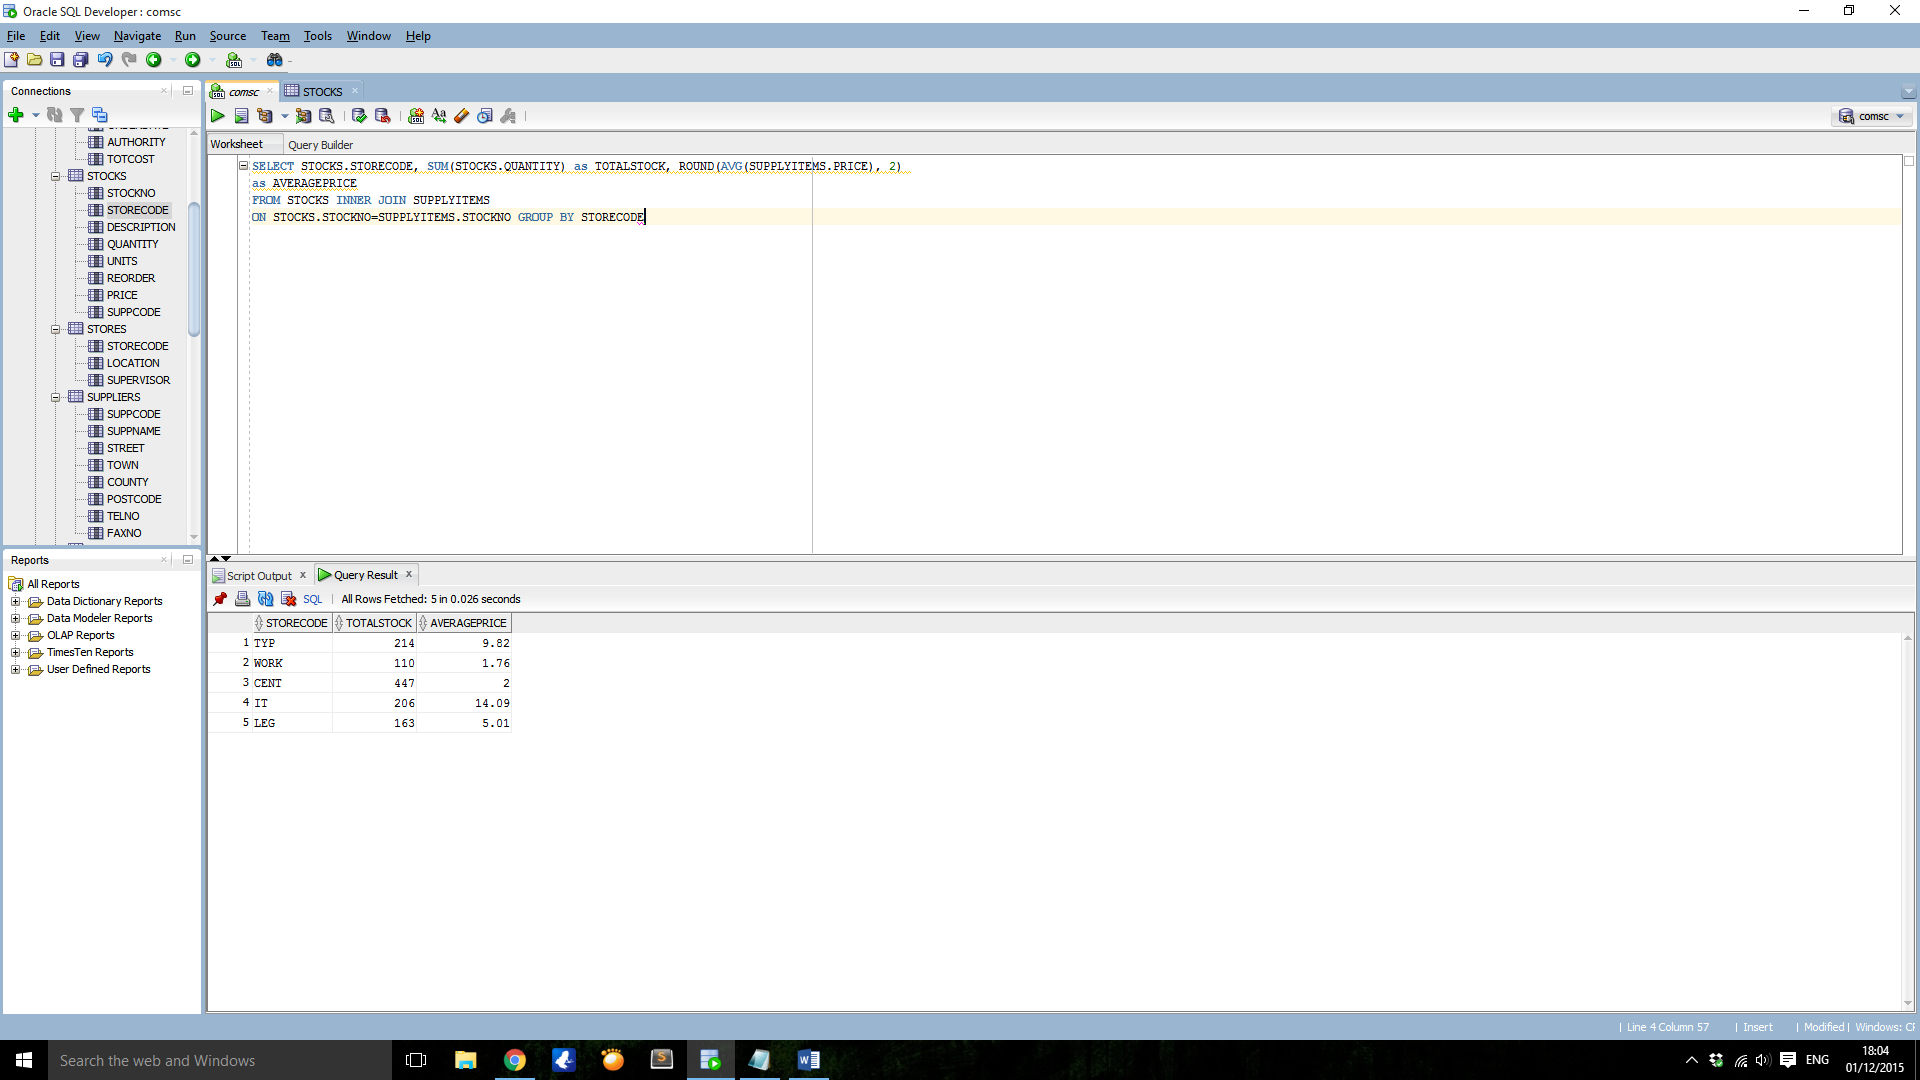 Oracle SQL Developer : comsc
File Edit View Navigate Run Source Team Tools Window Help
Connections
AUTHORITY
TOTCOST
STOCKS
STOCKNO
STORECODE
DESCRIPTION
QUANTITY
UNITS
REORDER
PRICE
SUPPCODE
STORES
STORECODE
LOCATION
SUPERVISOR
SUPPLIERS
SUPPCODE
SUPPNAME
STREET
TOWN
COUNTY
POSTCODE
TELNO
FAXNO
Reports
All Reports
Data Dictionary Reports
Data Modeler Reports
OLAP Reports
TimesTen Reports
User Defined Reports
comsc STOCKS
comsc
Worksheet Query Builder
SELECT STOCKS.STORECODE, SUM(STOCKS.QUANTITY) as TOTALSTOCK, ROUND(AVG(SUPPLYITEMS.PRICE), 2)
as AVERAGEPRICE
FROM STOCKS INNER JOIN SUPPLYITEMS
ON STOCKS.STOCKNO=SUPPLYITEMS.STOCKNO GROUP BY STORECODE
Script Output x Query Result x
SQL | All Rows Fetched: 5 in 0.026 seconds
STORECODE TOTALSTOCK AVERAGEPRICE
1 TYP 214 9.82
2 WORK 110 1.76
3 CENT 447 2
4 IT 206 14.09
5 LEG 163 5.01
| Line 4 Column 57 | Insert | Modified | Windows: CF
Search the web and Windows
ENG
18:04
01/12/2015